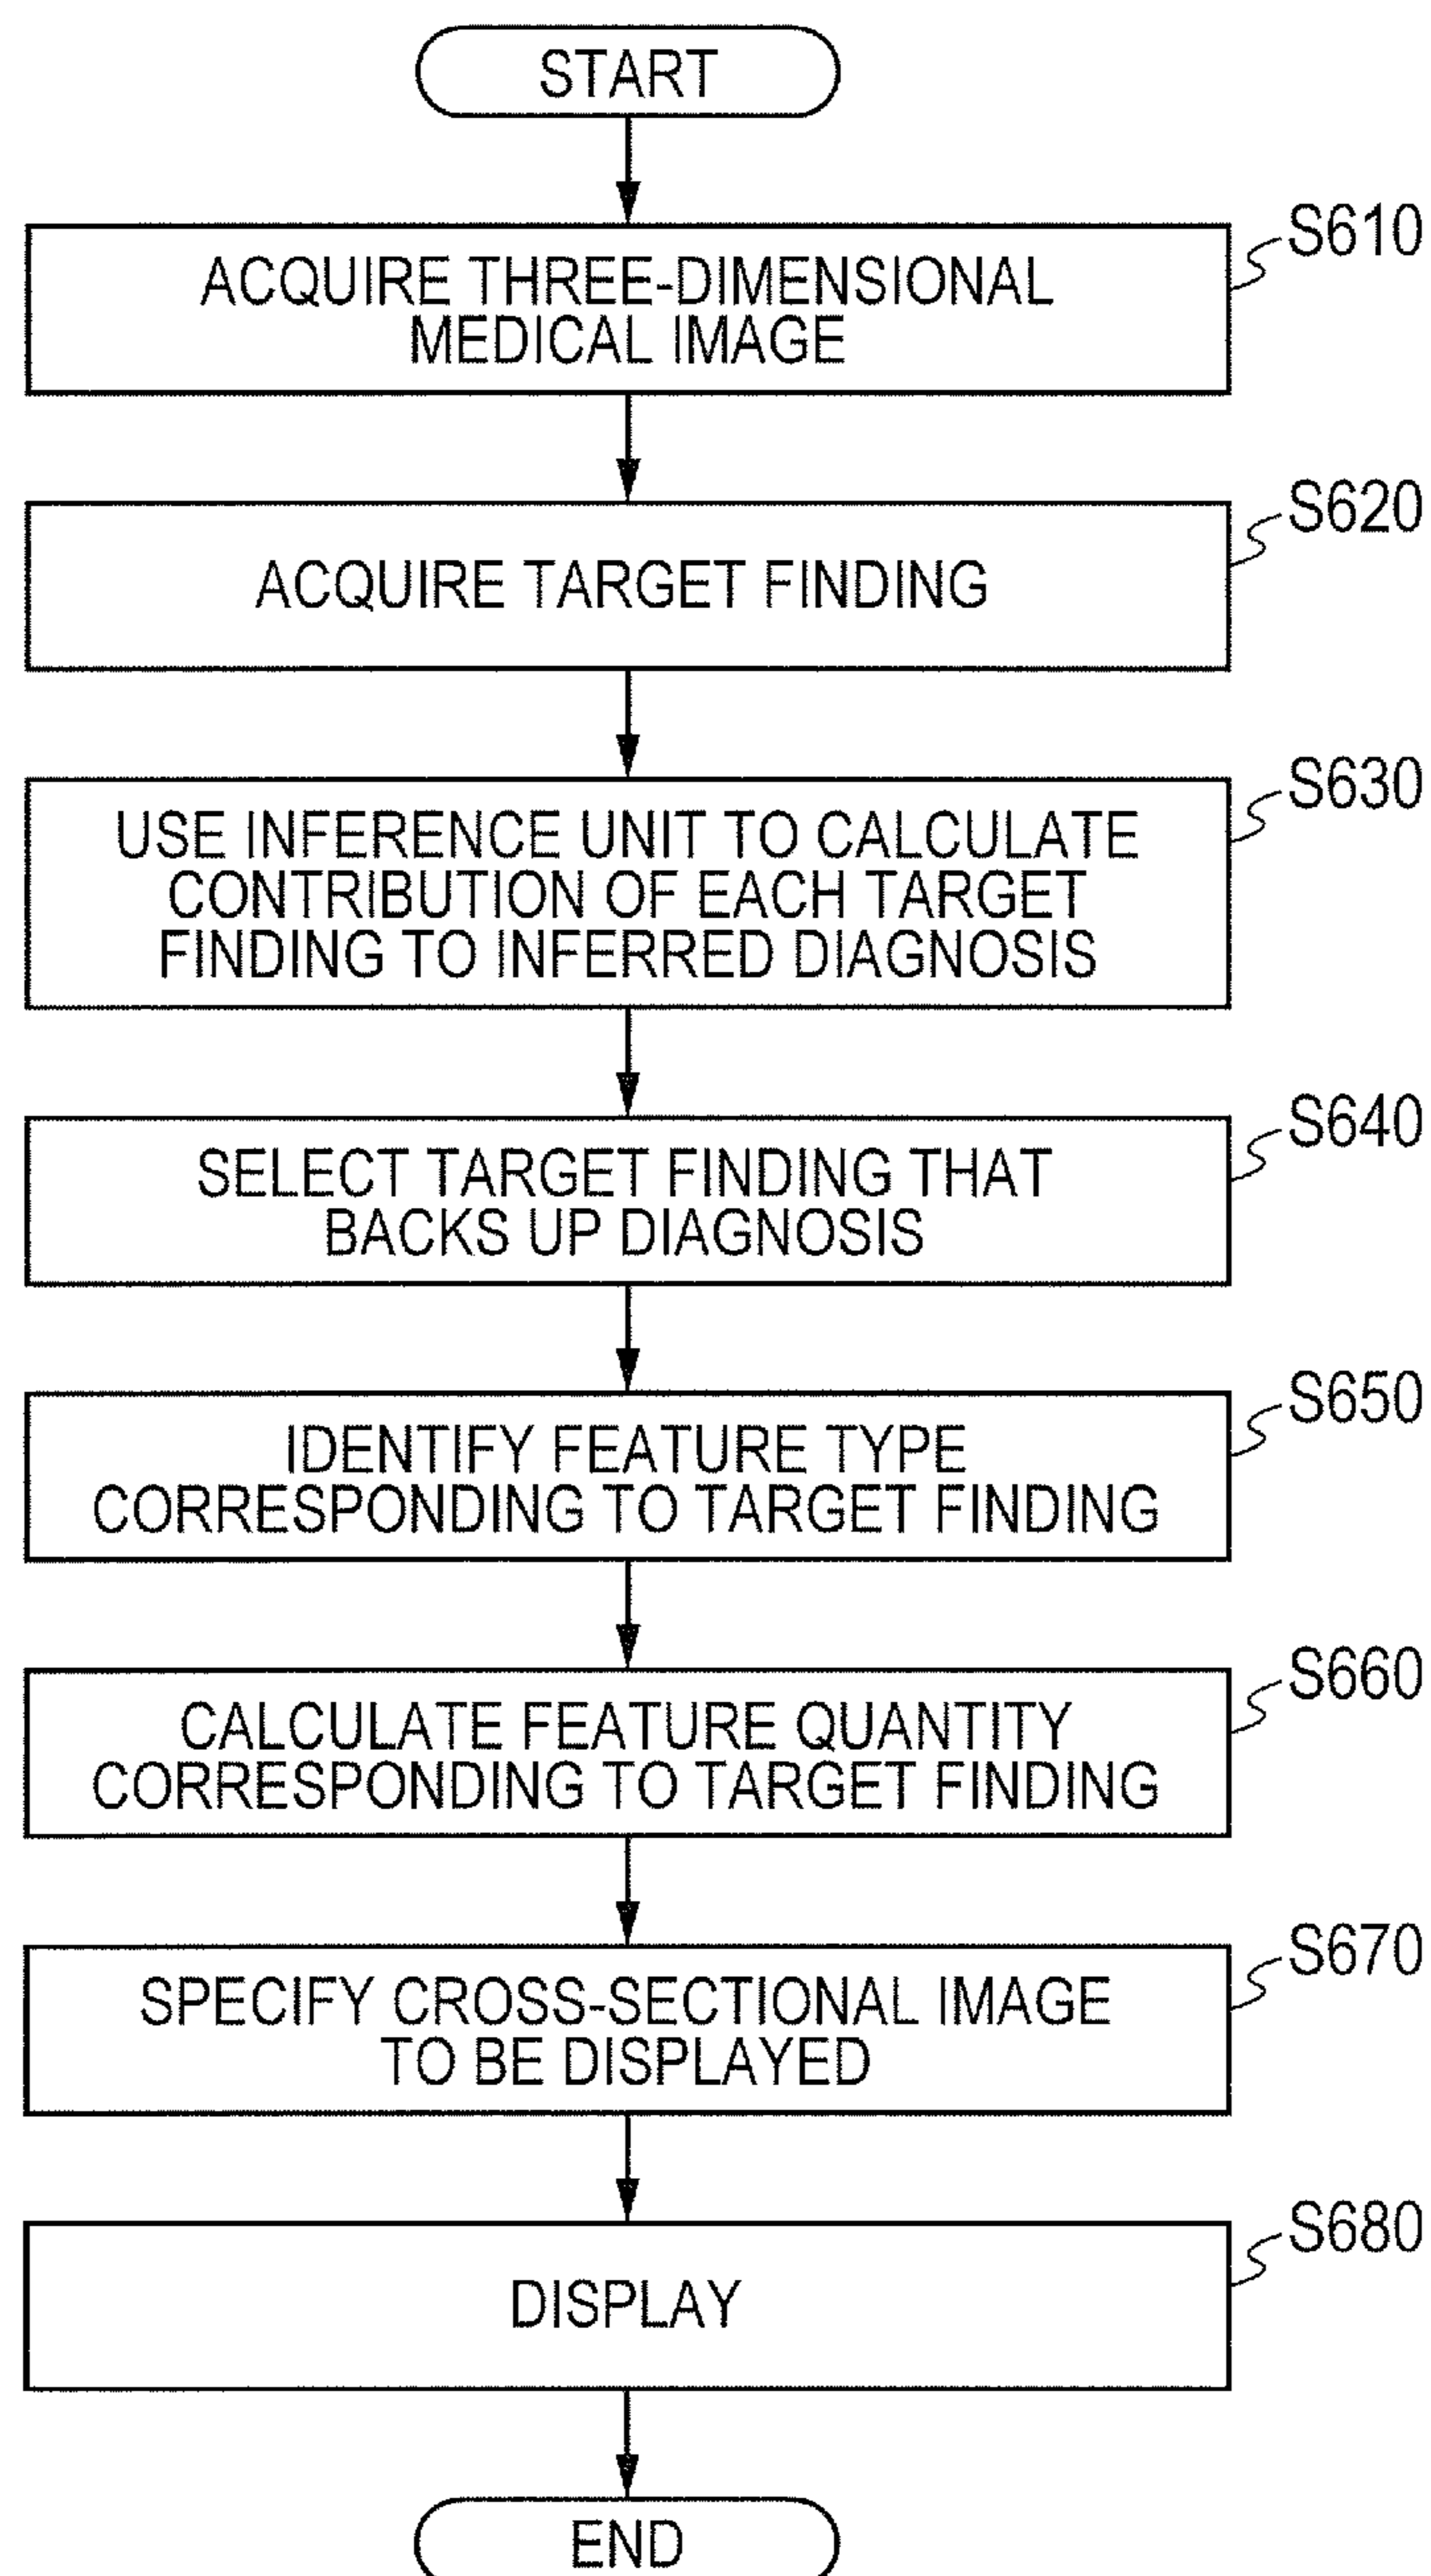 START
S610
ACQUIRE THREE-DIMENSIONAL
MEDICAL IMAGE
S620
ACQUIRE TARGET FINDING
S630
USE INFERENCE UNIT TO CALCULATE
CONTRIBUTION OF EACH TARGET
FINDING TO INFERRED DIAGNOSIS
S640
SELECT TARGET FINDING THAT
BACKS UP DIAGNOSIS
S650
IDENTIFY FEATURE TYPE
CORRESPONDING TO TARGET FINDING
S660
CALCULATE FEATURE QUANTITY
CORRESPONDING TO TARGET FINDING
S670
SPECIFY CROSS-SECTIONAL IMAGE
TO BE DISPLAYED
S680
DISPLAY
END